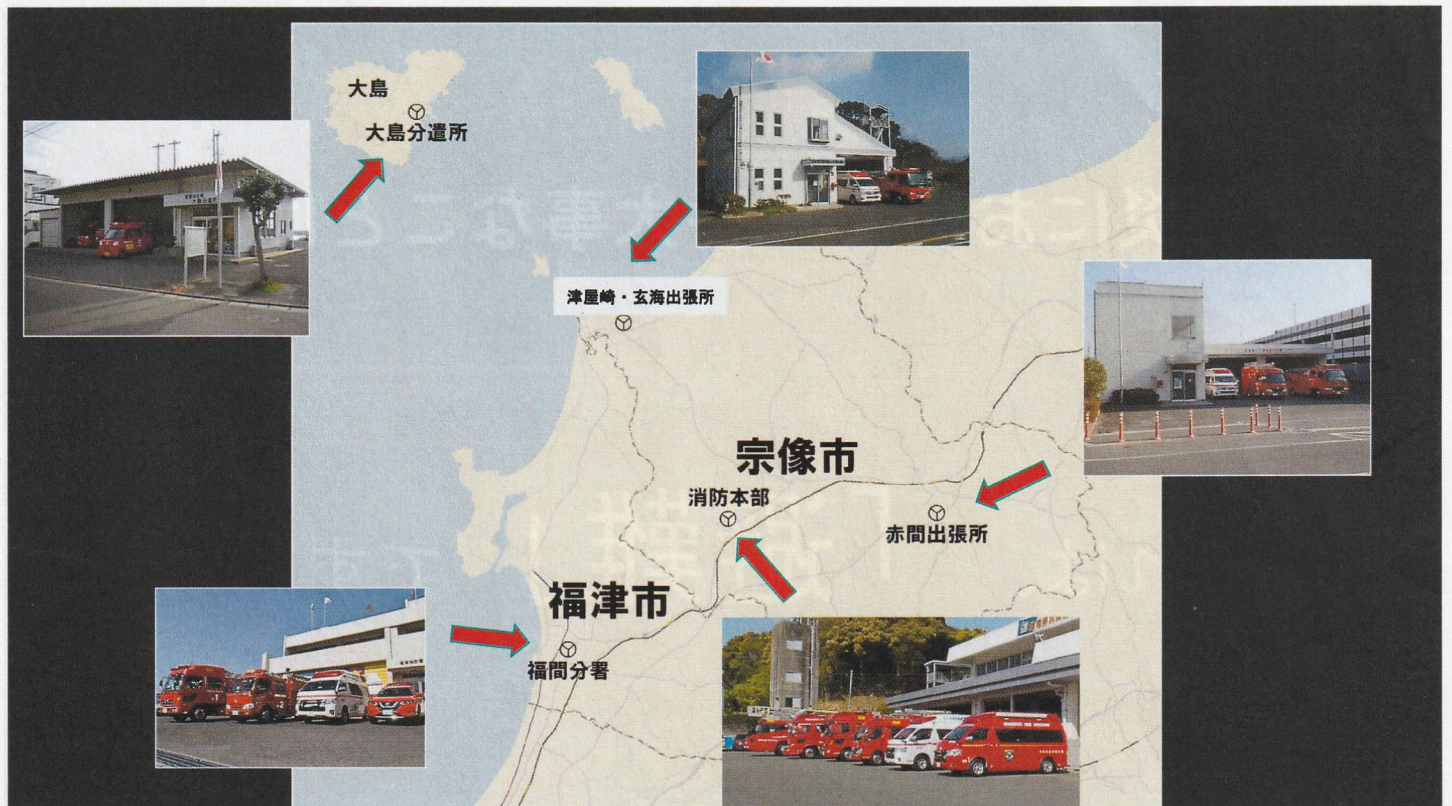 大島
大島分遣所
津屋崎・玄海出張所
宗像市
消防本部
赤間出張所
福津市
福間分署